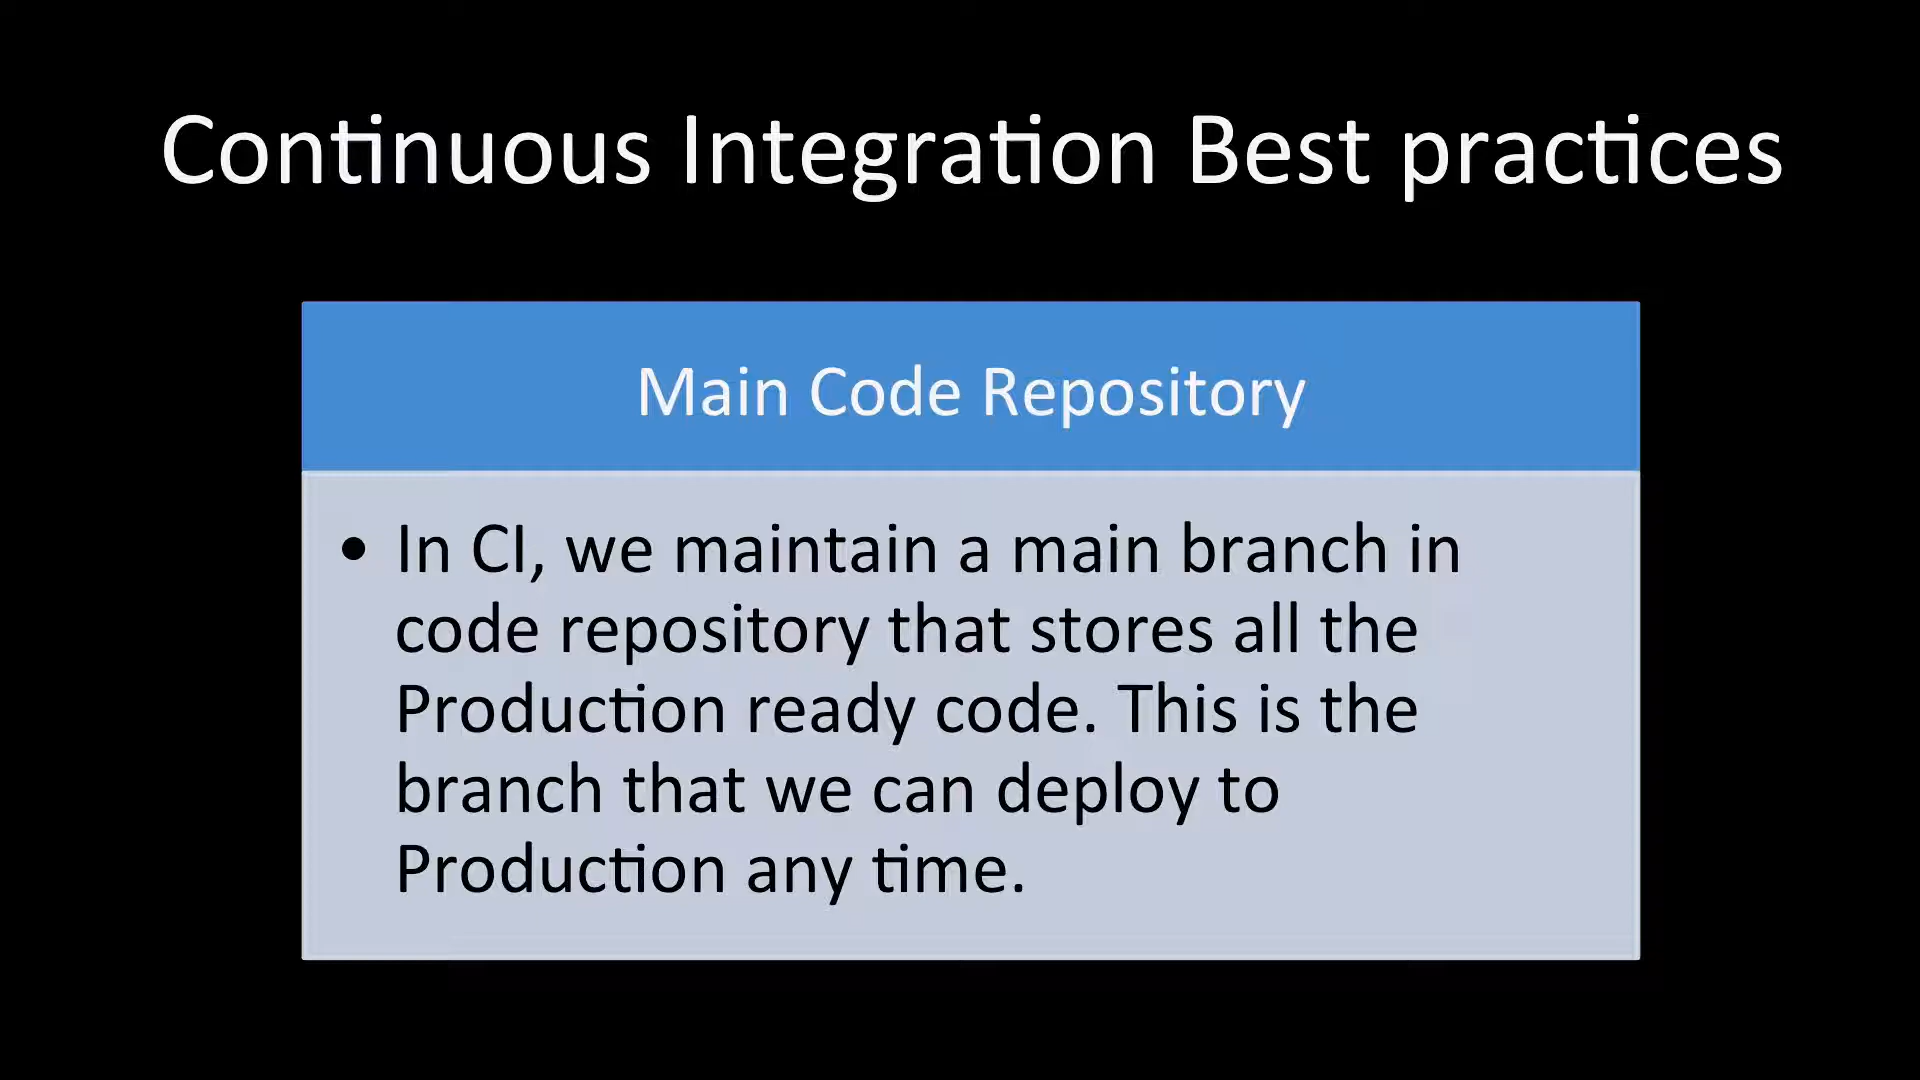 Continuous Integration Best practices
Main Code Repository
• In CI, we maintain a main branch in
code repository that stores all the
Production ready code. This is the
branch that we can deploy to
Production any time.